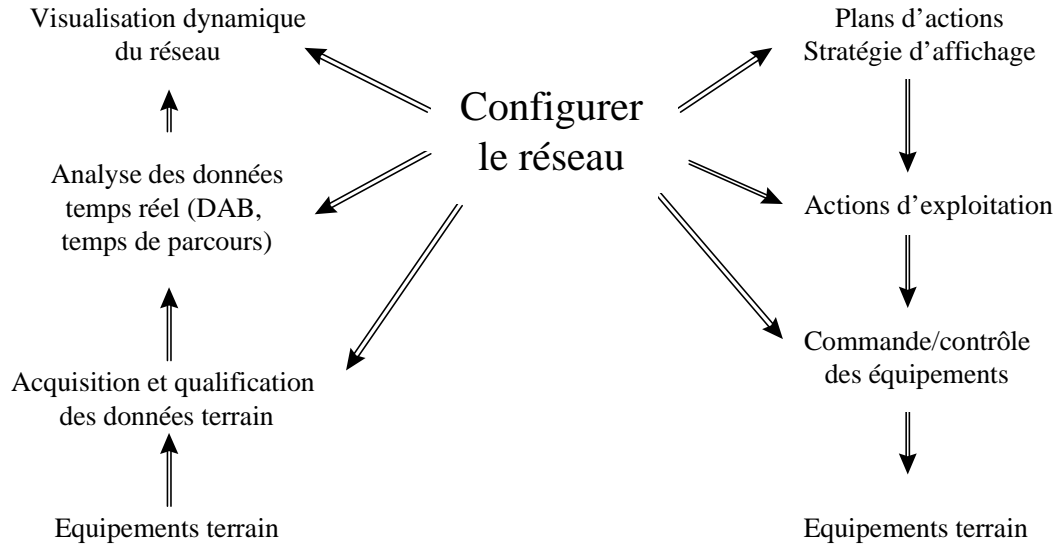 Visualisation dynamique
du réseau
Plans d’actions
Stratégie d’affichage
Configurer
le réseau
Analyse des données
temps réel (DAB,
temps de parcours)
Actions d’exploitation
Acquisition et qualification
des données terrain
Commande/contrôle
des équipements
Equipements terrain
Equipements terrain